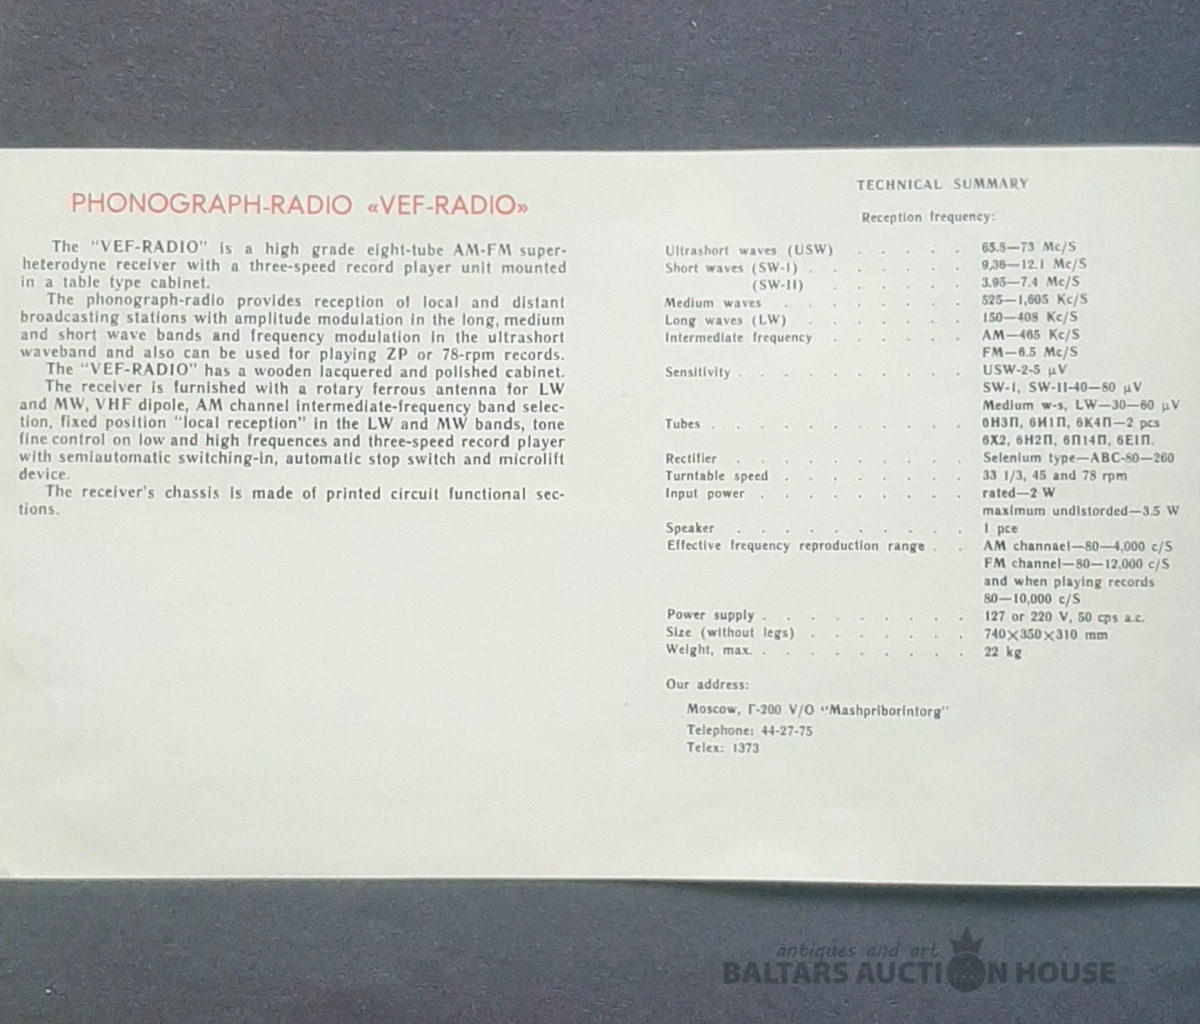 PHONOGRAPH-RADIO «VEF-RADIO»
The "VEF-RADIO" is a high grade eight-tube AM-FM super-
heterodyne receiver with a three-speed record player unit mounted
in a table type cabinet.
The phonograph-radio provides reception of local and distant
broadcasting stations with amplitude modulation in the long, medium
and short wave bands and frequency modulation in the ultrashort
waveband and also can be used for playing ZP or 78-rpm records.
The "VEF-RADIO" has a wooden lacquered and polished cabinet.
The receiver is furnished with a rotary ferrous antenna for LW
and MW, VHF dipole, AM channel intermediate-frequency band selec-
tion, fixed position "local reception" in the LW and MW bands, tone
fine control on low and high frequences and three-speed record player
with semiautomatic switching-in, automatic stop switch and microlift
device.
The receiver's chassis is made of printed circuit functional sec-
tions.
TECHNICAL SUMMARY
Reception frequency:
Ultrashort waves (USW) . . . . . 65.8—73 Mc/S
Short waves (SW-I) . . . . . . . 9,36—12.1 Mc/S
(SW-II) . . . . . . 3.95—7.4 Mc/S
Medium waves . . . . . . . 525—1,605 Kc/S
Long waves (LW) . . . . . . 150—408 Kc/S
Intermediate frequency . . . . . AM—465 Kc/S
FM—6.5 Mc/S
Sensitivity . . . . . . . . . . USW-2-5 μV
SW-I, SW-II-40—80 μV
Medium w-s, LW—30—60 μV
Tubes . . . . . . . . . . . 6Н3П, 6И1П, 6К4П—2 pcs
6X2, 6Н2П, 6П14П, 6Е1П.
Rectifier . . . . . . . . . . Selenium type—ABC-80—260
Turntable speed . . . . . . . 33 1/3, 45 and 78 rpm
Input power . . . . . . . . rated—2 W
maximum undistorded—3.5 W
Speaker . . . . . . . . . . 1 pce
Effective frequency reproduction range . . AM channael—80—4,000 c/S
FM channel—80—12,000 c/S
and when playing records
80—10,000 c/S
Power supply . . . . . . . . 127 or 220 V, 50 cps a.c.
Size (without legs) . . . . . . 740×350×310 mm
Weight, max. . . . . . . . . 22 kg
Our address:
Moscow, Г-200 V/O "Mashpriborintorg"
Telephone: 44-27-75
Telex: 1373
antiques and art
BALTARS AUCTION HOUSE